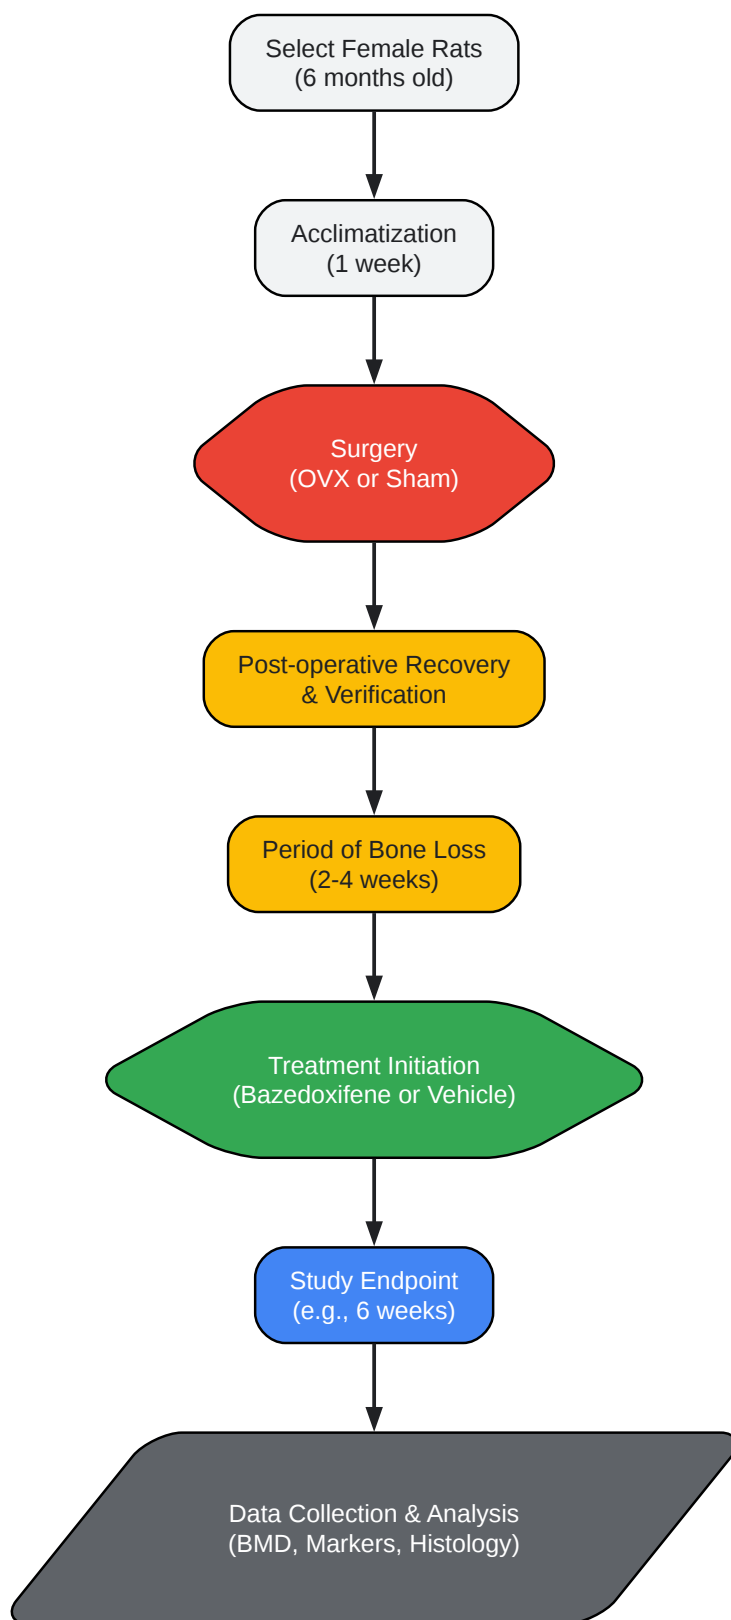 Select Female Rats
(6 months old)
Acclimatization
(1 week)
Surgery
(OVX or Sham)
Post-operative Recovery
& Verification
Period of Bone Loss
(2-4 weeks)
Treatment Initiation
(Bazedoxifene or Vehicle)
Study Endpoint
(e.g., 6 weeks)
Data Collection & Analysis
(BMD, Markers, Histology)